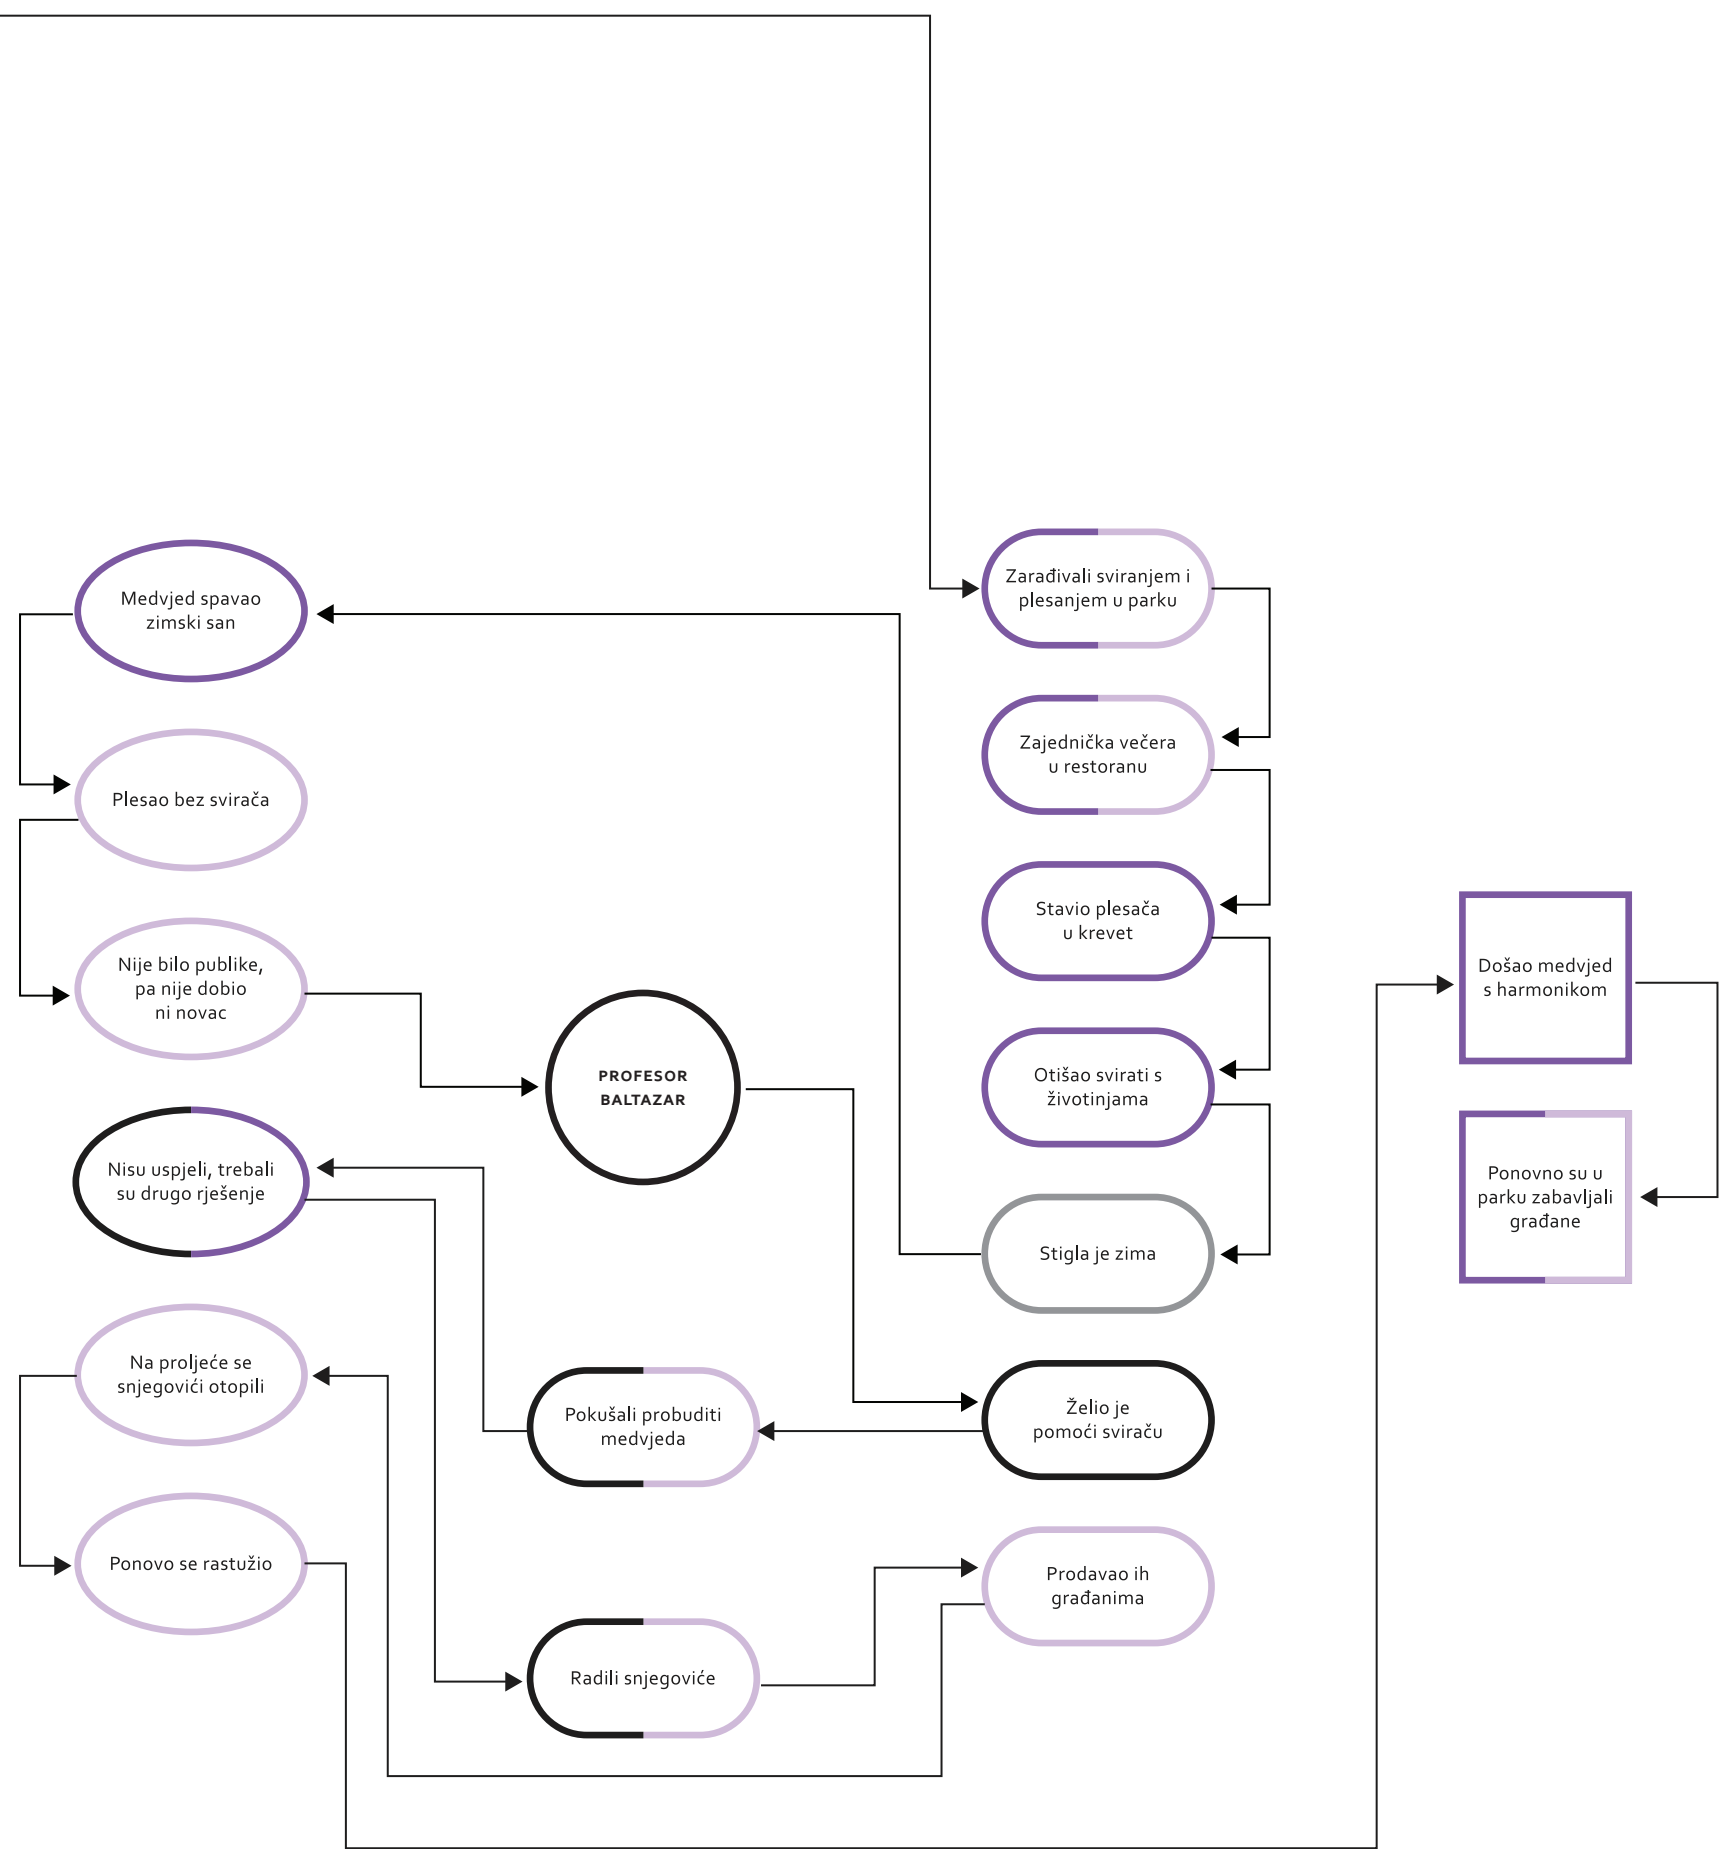 Zarađivali sviranjem i
plesanjem u parku
Zajednička večera
u restoranu
Stavio plesača
u krevet
Otišao svirati s
životinjama
Stigla je zima
Medvjed spavao
zimski san
Plesao bez svirača
Nije bilo publike,
pa nije dobio
ni novac
PROFESOR
BALTAZAR
Želio je
pomoći sviraču
Pokušali probuditi
medvjeda
Nisu uspjeli, trebali
su drugo rješenje
Radili snjegoviće
Prodavao ih
građanima
Na proljeće se
snjegovići otopili
Ponovo se rastužio
Došao medvjed
s harmonikom
Ponovno su u
parku zabavljali
građane